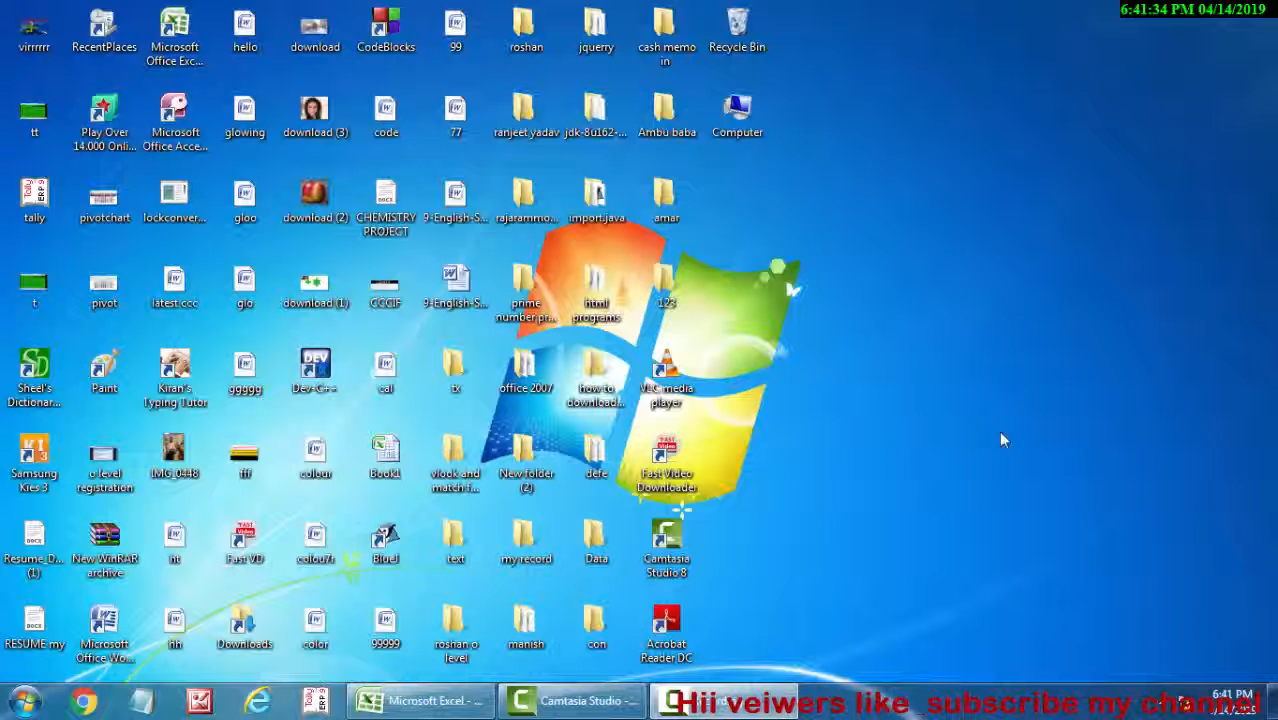 6:41:34 PM 04/14/2019
virrrrrr
RecentPlaces
Microsoft
Office Exc...
hello
download
CodeBlocks
99
roshan
jquerry
cash memo
in
Recycle Bin
tt
Play Over
14.000 Onli...
Microsoft
Office Acce...
glowing
download (3)
code
77
ranjeet yadav
jdk-8u162-...
Ambu baba
Computer
tally
pivotchart
lockconver...
gloo
download (2)
CHEMISTRY
PROJECT
9-English-S...
rajarammo...
import.java
amar
t
pivot
latest ccc
glo
download (1)
CCCIF
9-English-S...
prime
number.pr...
html
programs
123
Sheel's
Dictionar...
Paint
Kiran's
Typing Tutor
ggggg
Dev-C++
cal
tx
office 2007
how to
download...
VLC media
player
Samsung
Kies 3
o level
registration
IMG_0448
fff
colour
Book1
vlook and
match f...
New folder
(2)
defe
Fast Video
Downloader
Resume_D...
(1)
New WinRAR
archive
ht
Fast VD
colou7r
BlueJ
text
my record
Data
Camtasia
Studio 8
RESUME my
Microsoft
Office Wo...
hh
Downloads
color
99999
roshan o
level
manish
con
Acrobat
Reader DC
Microsoft Excel - ...
Camtasia Studio -...
Hii veiwers like subscribe my channel
6:41 PM